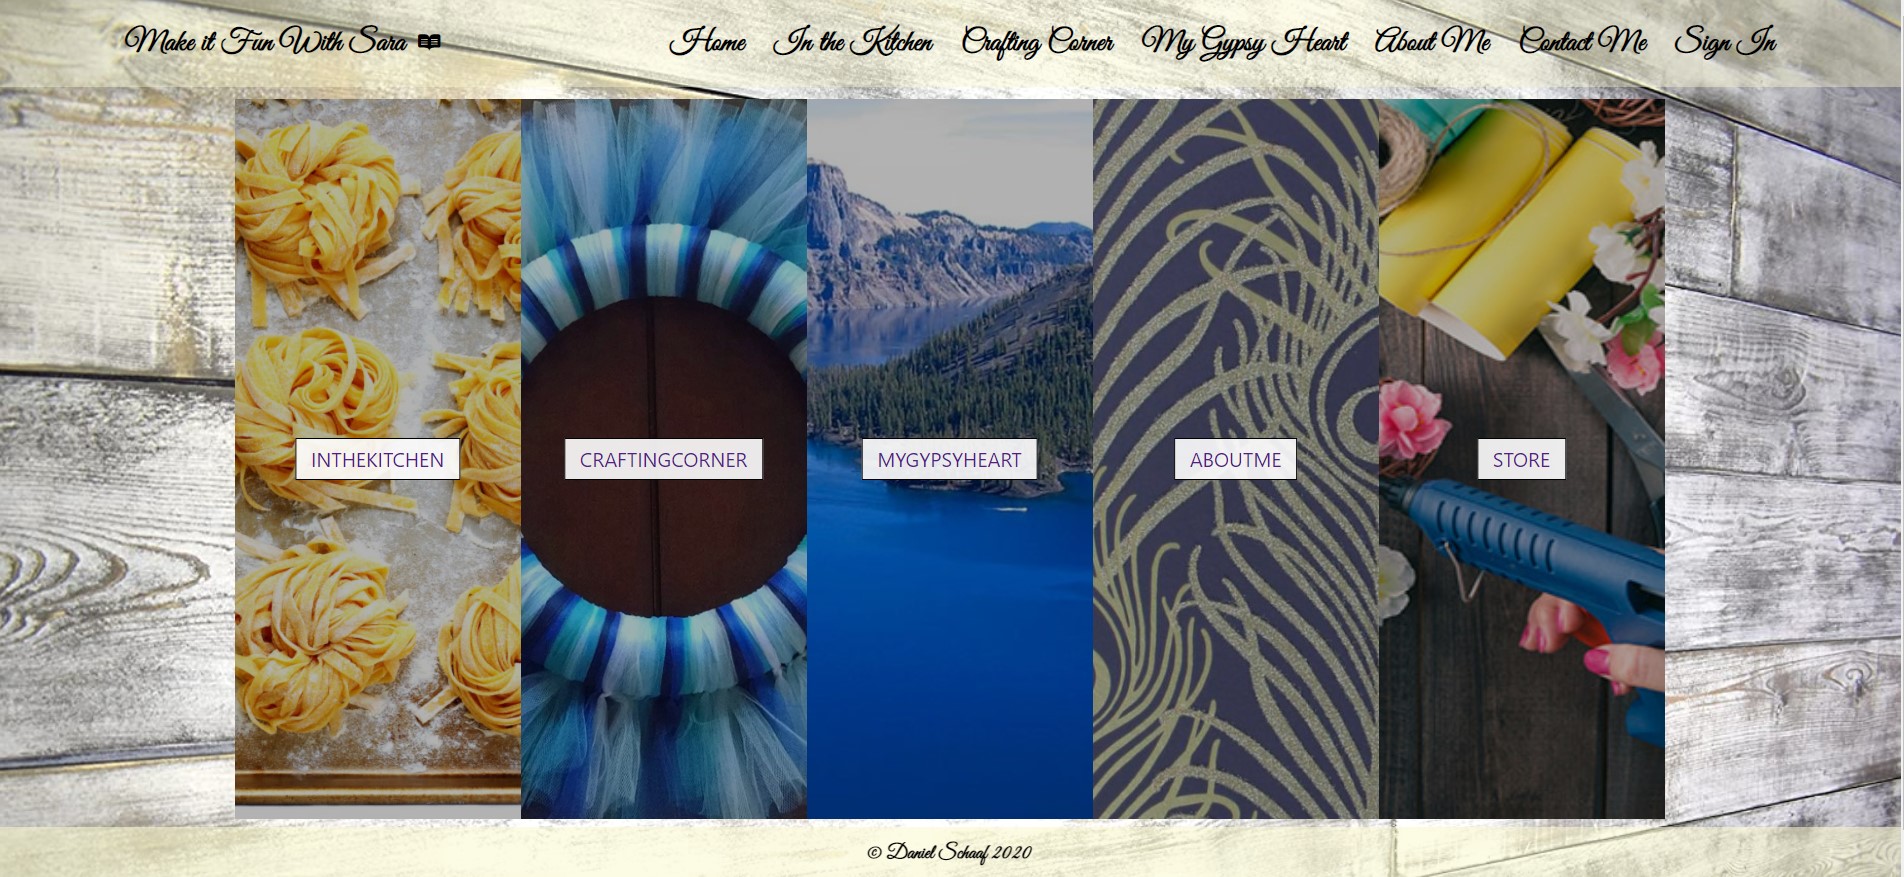 Make it Fun With Sara
Home In the Kitchen Crafting Corner My Gypsy Heart About Me Contact Me Sign In
INTHEKITCHEN CRAFTINGCORNER MYGYPSYHEART ABOUTME STORE
© Daniel Schaaf 2020